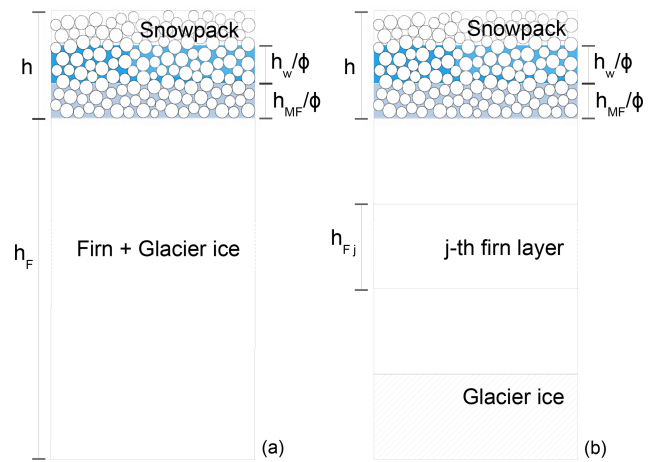 Snowpack
h
h_w/ϕ
h_MF/ϕ
h_F
Firn + Glacier ice
(a)
Snowpack
h
h_w/ϕ
h_MF/ϕ
h_F j
j-th firn layer
Glacier ice
(b)